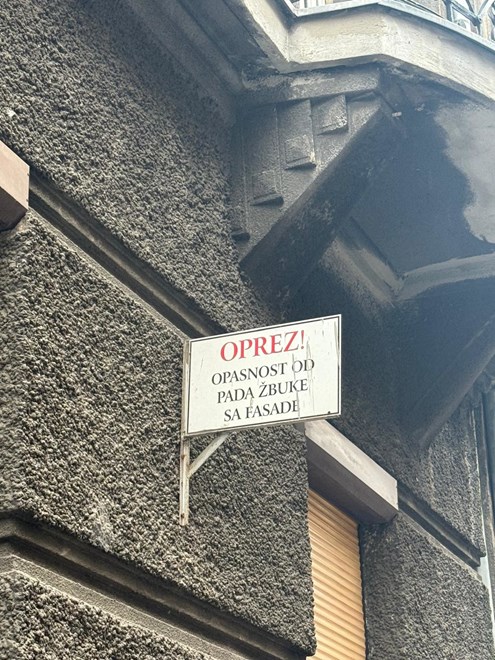 OPREZ!
OPASNOST OD
PADA ŽBUKE
SA FASADE